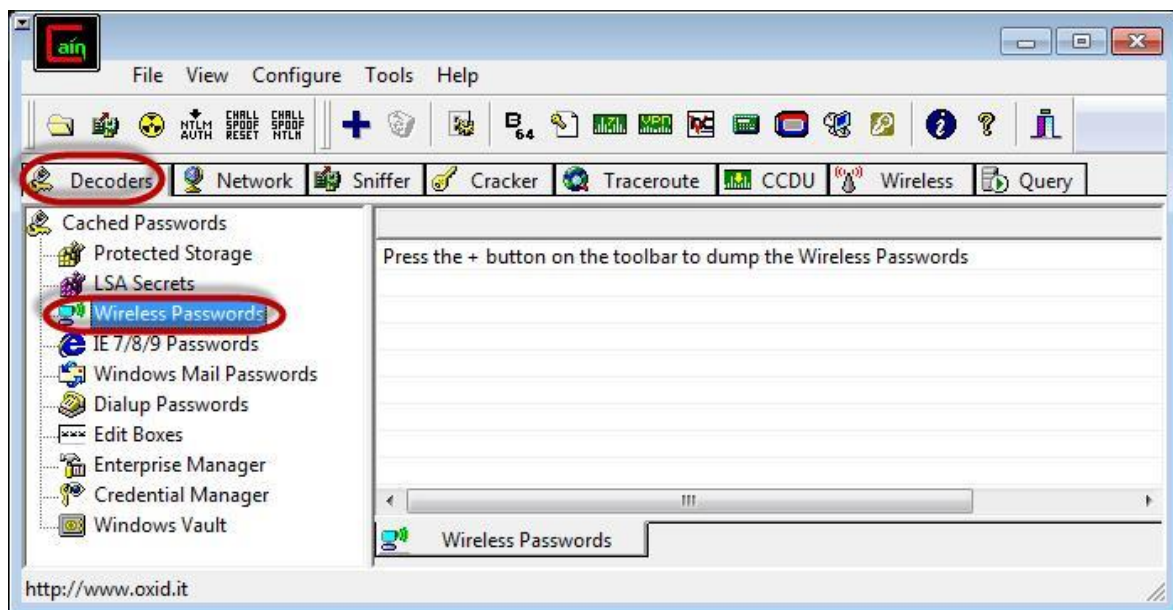 Cain
File View Configure Tools Help
NTLM AUTH CHALL SPOOF RESET CHALL SPOOF NTLM B64 VPN
Decoders Network Sniffer Cracker Traceroute CCDU Wireless Query
Cached Passwords
Protected Storage
LSA Secrets
Wireless Passwords
IE 7/8/9 Passwords
Windows Mail Passwords
Dialup Passwords
Edit Boxes
Enterprise Manager
Credential Manager
Windows Vault
Press the + button on the toolbar to dump the Wireless Passwords
Wireless Passwords
http://www.oxid.it